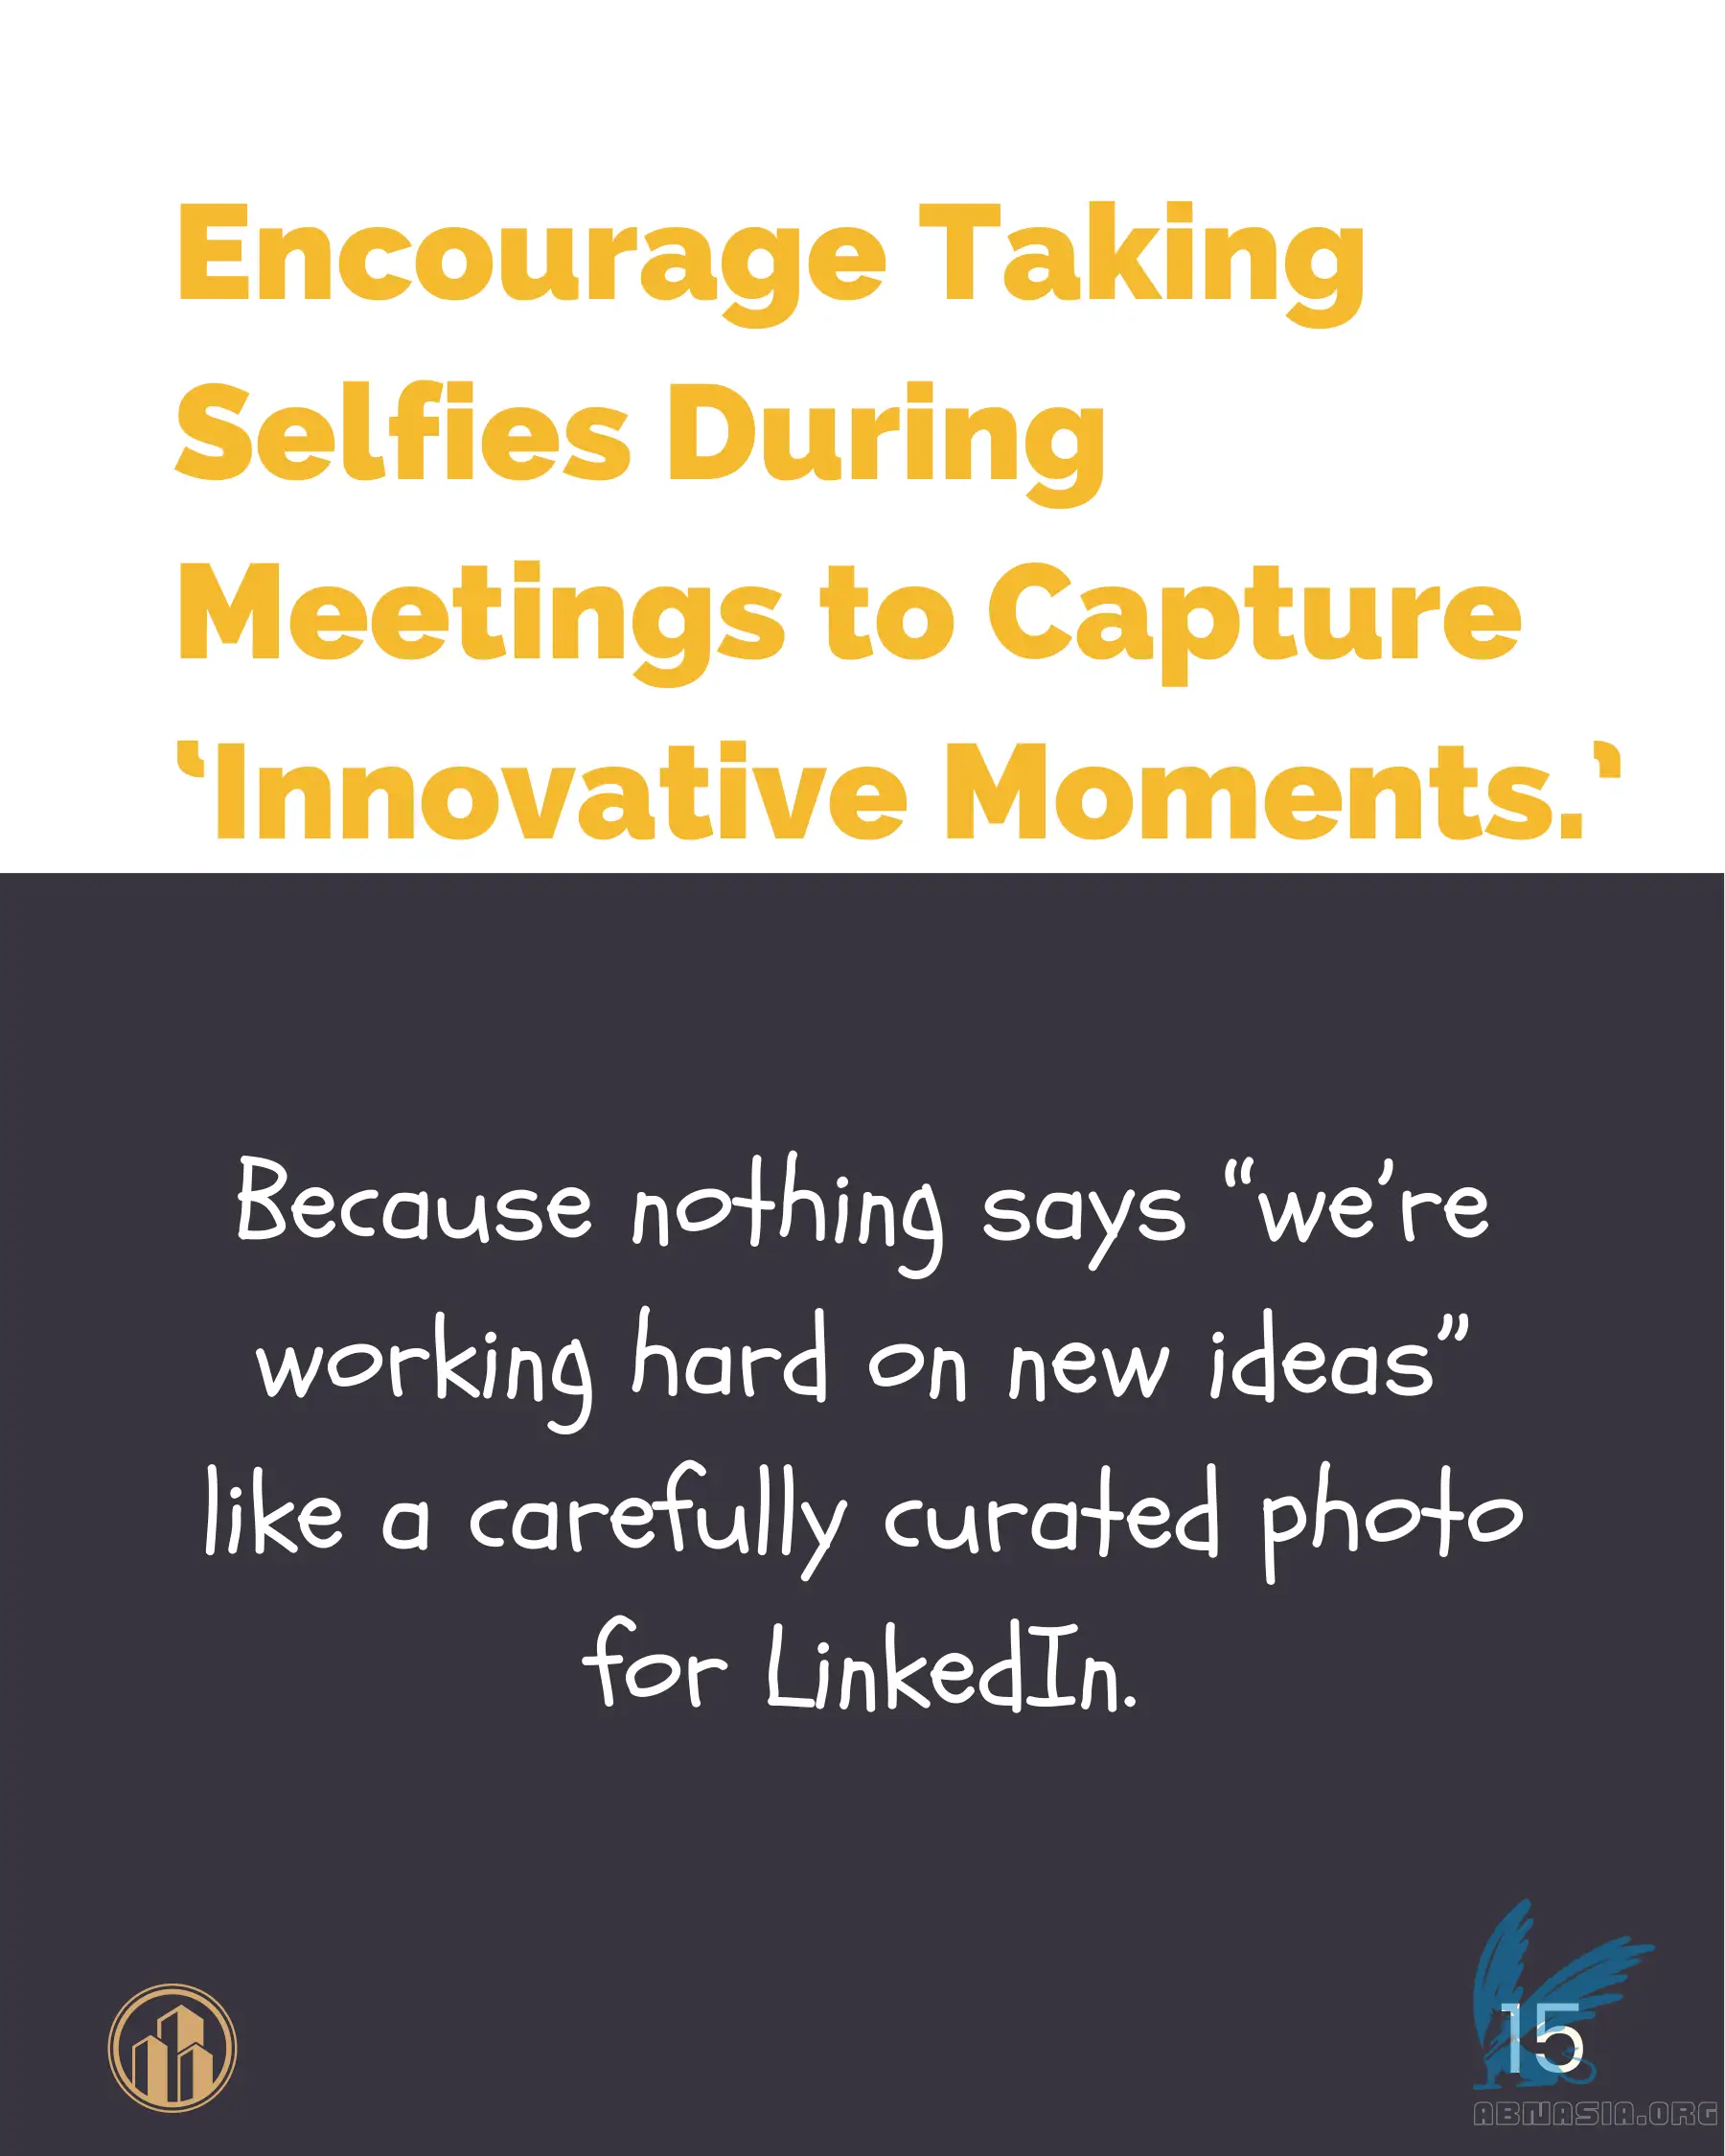 Encourage Taking
Selfies During
Meetings to Capture
‘Innovative Moments.’
Because nothing says “we’re
working hard on new ideas”
like a carefully curated photo
for LinkedIn.
15
ABNASIA.ORG